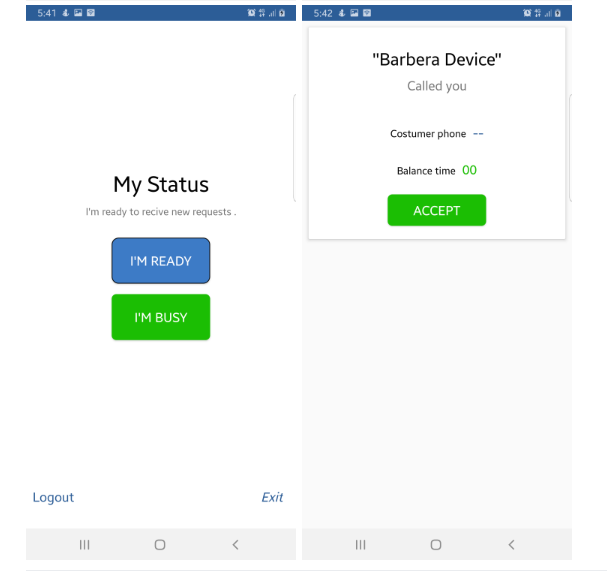 5:41
My Status
I'm ready to recive new requests .
I'M READY
I'M BUSY
Logout
Exit
5:42
"Barbera Device"
Called you
Costumer phone --
Balance time 00
ACCEPT